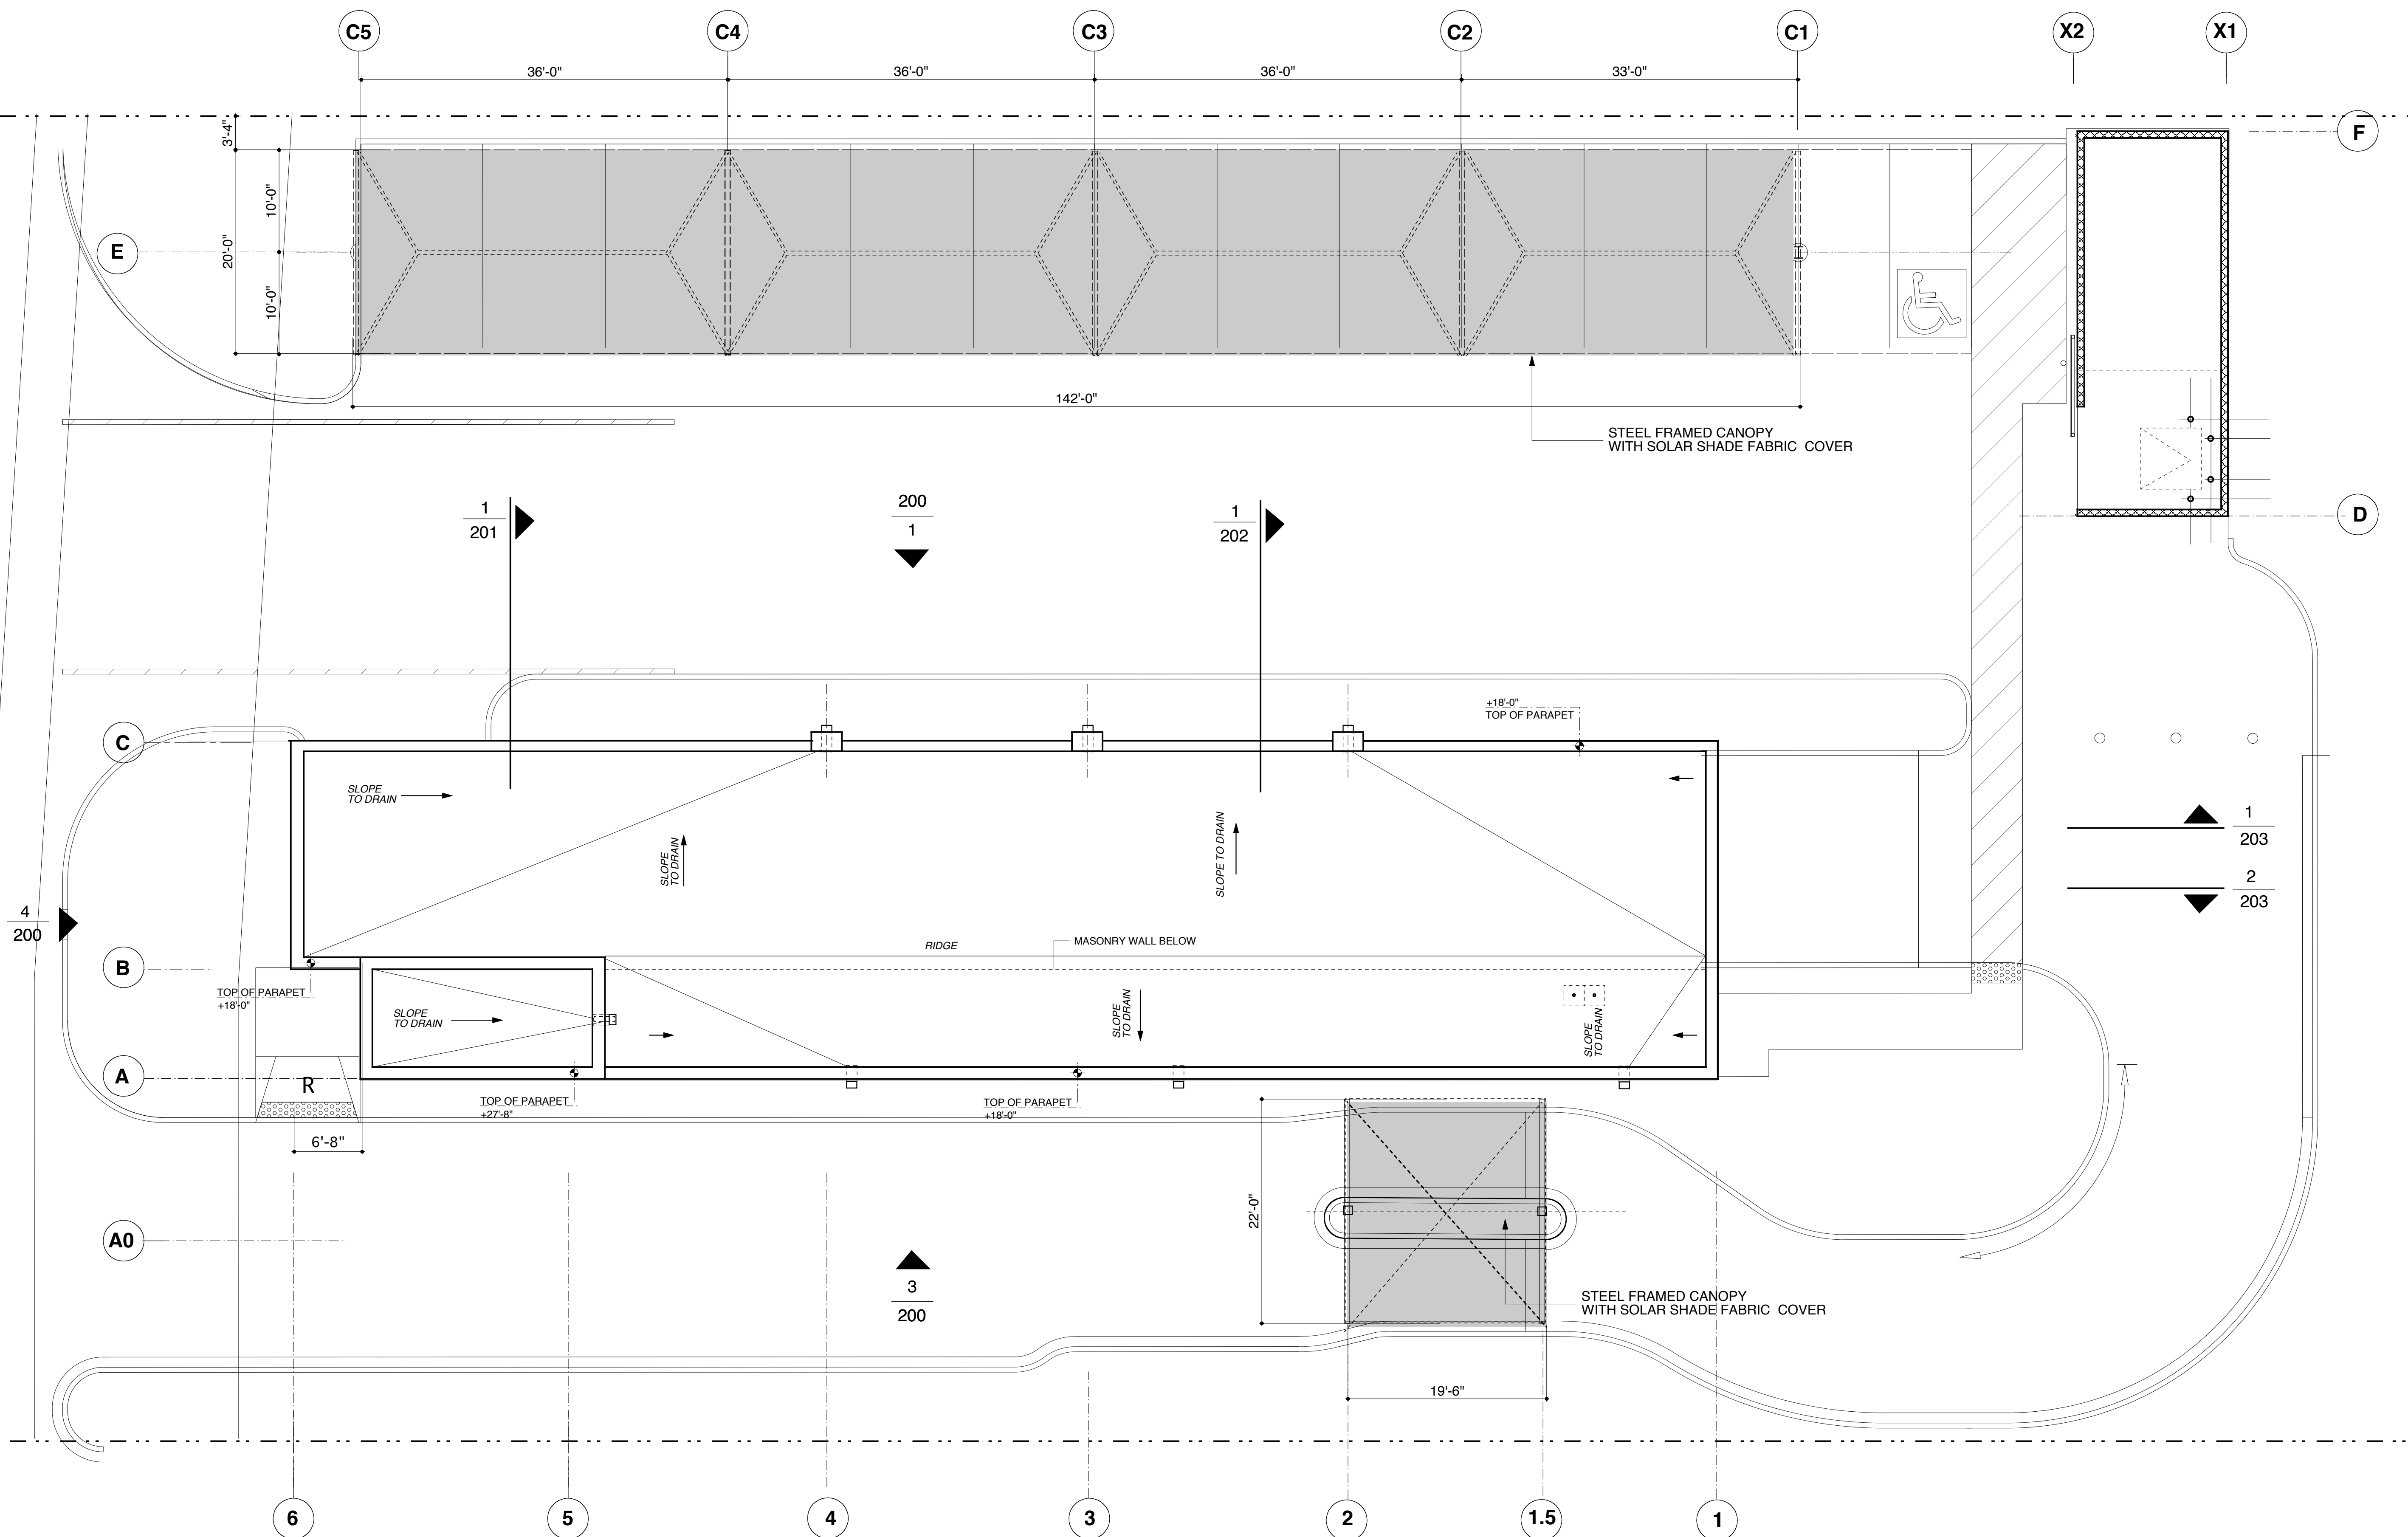 C5
C4
C3
C2
C1
X2
X1
36'-0"
36'-0"
36'-0"
33'-0"
F
3'-4"
10'-0"
20'-0"
10'-0"
E
142'-0"
STEEL FRAMED CANOPY
WITH SOLAR SHADE FABRIC COVER
1
201
200
1
1
202
D
+18'-0"
TOP OF PARAPET
C
SLOPE
TO DRAIN
SLOPE
TO DRAIN
SLOPE TO DRAIN
1
203
2
203
4
200
RIDGE
MASONRY WALL BELOW
B
TOP OF PARAPET
+18'-0"
SLOPE
TO DRAIN
SLOPE
TO DRAIN
SLOPE
TO DRAIN
A
R
TOP OF PARAPET
+27'-8"
TOP OF PARAPET
+18'-0"
6'-8"
22'-0"
A0
3
200
STEEL FRAMED CANOPY
WITH SOLAR SHADE FABRIC COVER
19'-6"
6
5
4
3
2
1.5
1